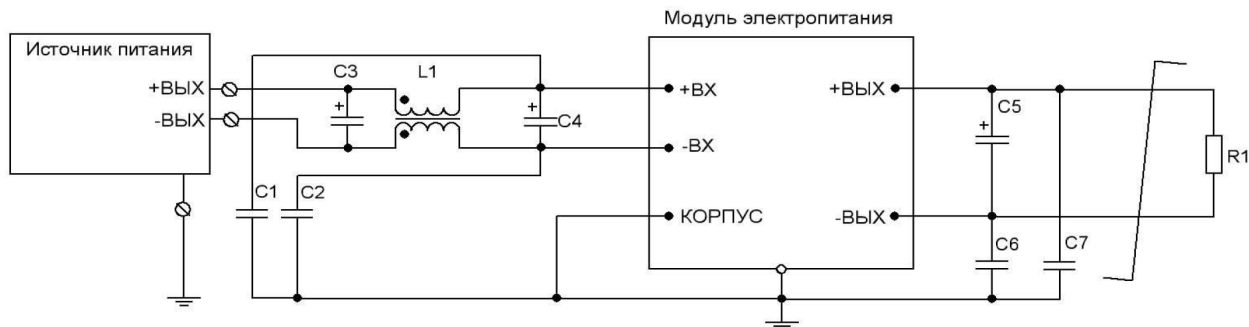 Модуль электропитания
Источник питания
+ВЫХ
-ВЫХ
C3
+
L1
+
C4
C1
C2
+ВХ
-ВХ
КОРПУС
+ВЫХ
-ВЫХ
C5
+
C6
C7
R1